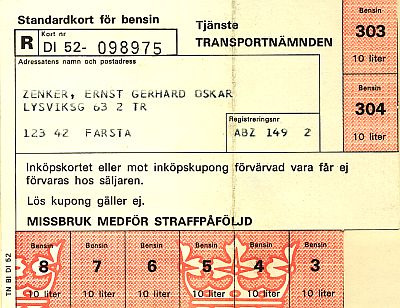 Standardkort för bensin
Tjänste
TRANSPORTNÄMNDEN
R
Kort nr
DI 52- 098975
Adressatens namn och postadress
ZENKER, ERNST GERHARD OSKAR
LYSVIKSG 63 2 TR
123 42 FARSTA
Registreringsnr
ABZ 149 2
Inköpskortet eller mot inköpskupong förvärvad vara får ej
förvaras hos säljaren.
Lös kupong gäller ej.
MISSBRUK MEDFÖR STRAFFPÅFÖLJD
Bensin
303
10 liter
Bensin
304
10 liter
TN BI DI 52
Bensin Bensin Bensin Bensin Bensin Bensin
8 7 6 5 4 3
10 liter 10 liter 10 liter 10 liter 10 liter 10 liter